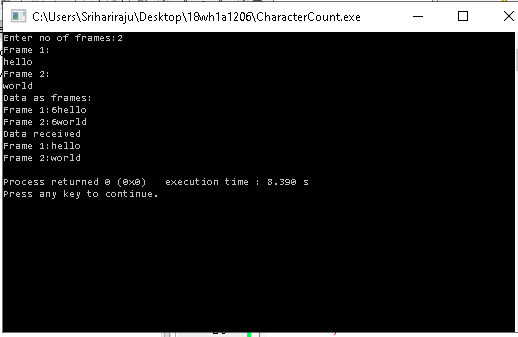 C:\Users\Srihariraju\Desktop\18wh1a1206\CharacterCount.exe
Enter no of frames:2
Frame 1:
hello
Frame 2:
world
Data as frames:
Frame 1:6hello
Frame 2:6world
Data received
Frame 1:hello
Frame 2:world
Process returned 0 (0x0)   execution time : 8.390 s
Press any key to continue.